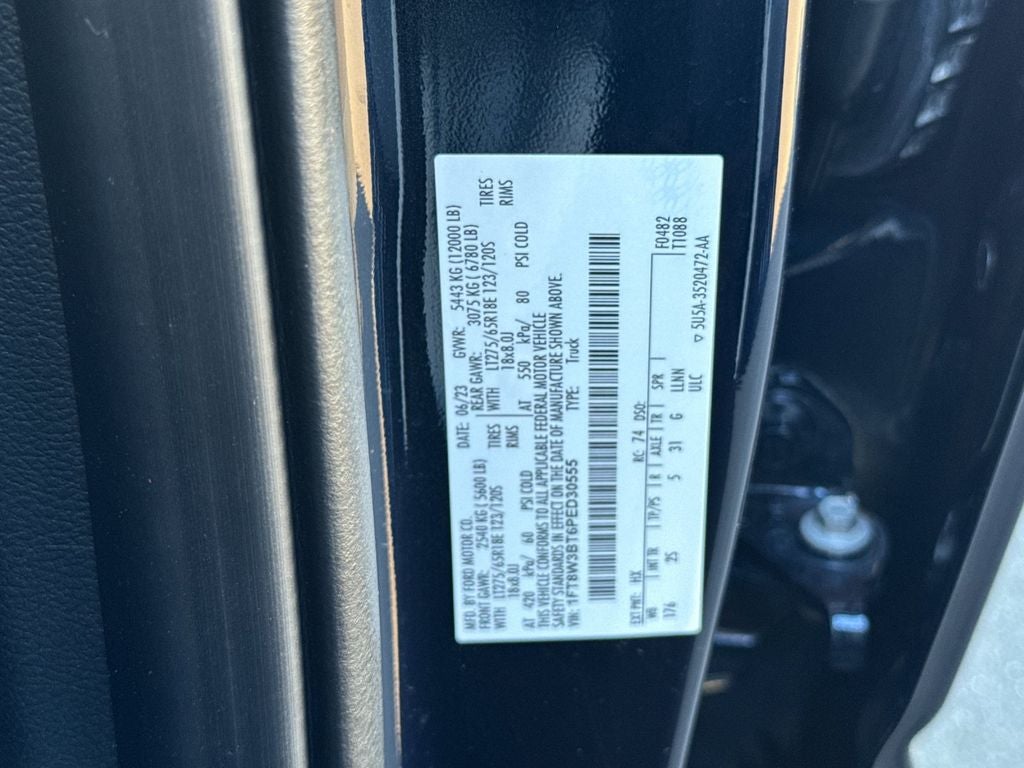 MFD. BY FORD MOTOR CO.
DATE: 06/23 GVWR: 5443 KG (12000 LB)
FRONT GAWR: 2540 KG ( 5600 LB) REAR GAWR: 3075 KG ( 6780 LB)
WITH LT275/65R18E 123/120S TIRES WITH LT275/65R18E 123/120S TIRES
18x8.0J RIMS 18x8.0J RIMS
AT 420 kPa/ 60 PSI COLD AT 550 kPa/ 80 PSI COLD
THIS VEHICLE CONFORMS TO ALL APPLICABLE FEDERAL MOTOR VEHICLE
SAFETY STANDARDS IN EFFECT ON THE DATE OF MANUFACTURE SHOWN ABOVE.
VIN: 1FT8W3BT6PED30555 TYPE: Truck
EXT PNT: HX RC: 74 DSO: F0482
WB INT TR TP/PS R AXLE TR SPR T1088
176 25 5 31 G LLNN
ULC 5U5A-3520472-AA